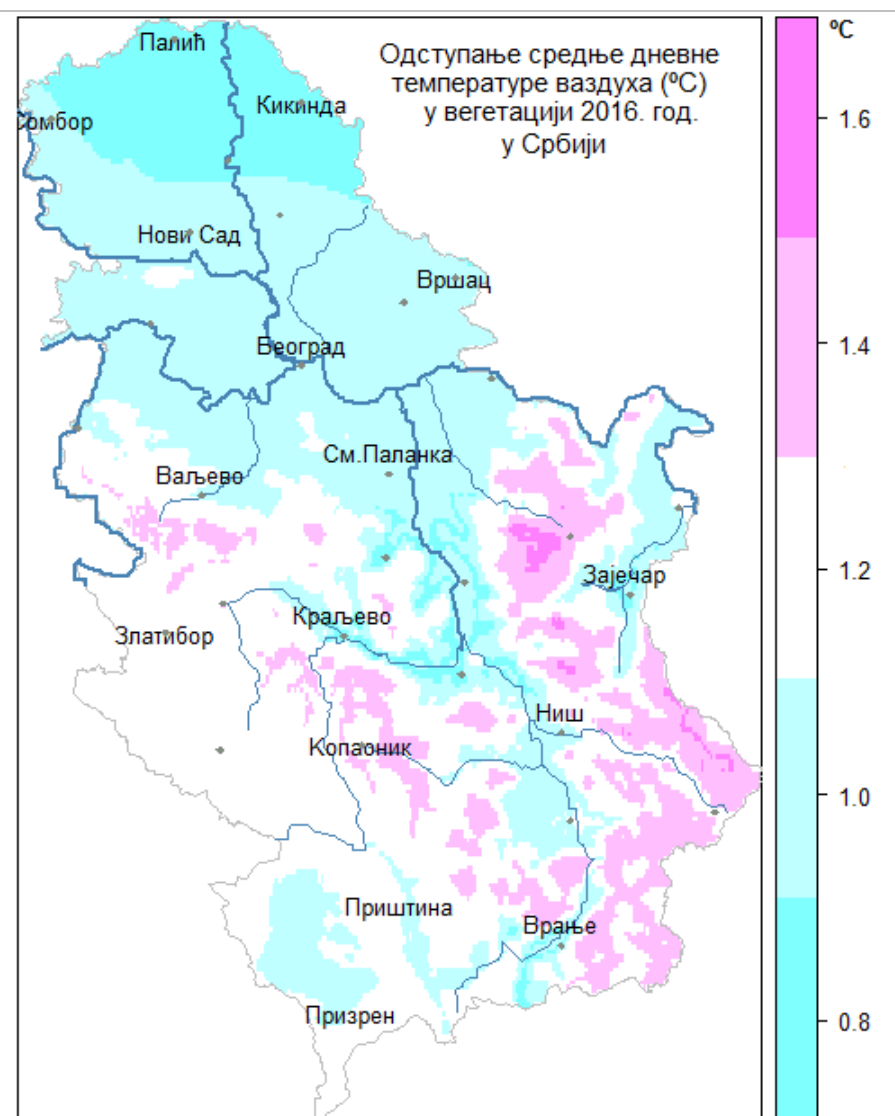 Одступање средње дневне
температуре ваздуха (ºC)
у вегетацији 2016. год.
у Србији
ºC
1.6
1.4
1.2
1.0
0.8
Палић
Кикинда
Сомбор
Нови Сад
Вршац
Београд
См.Паланка
Ваљево
Зајечар
Краљево
Златибор
Ниш
Копаоник
Приштина
Врање
Призрен